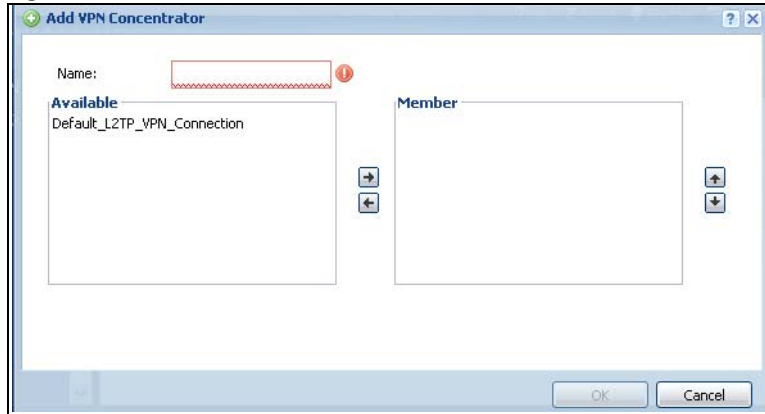 Add VPN Concentrator
Name:
Available
Default_L2TP_VPN_Connection
Member
OK
Cancel